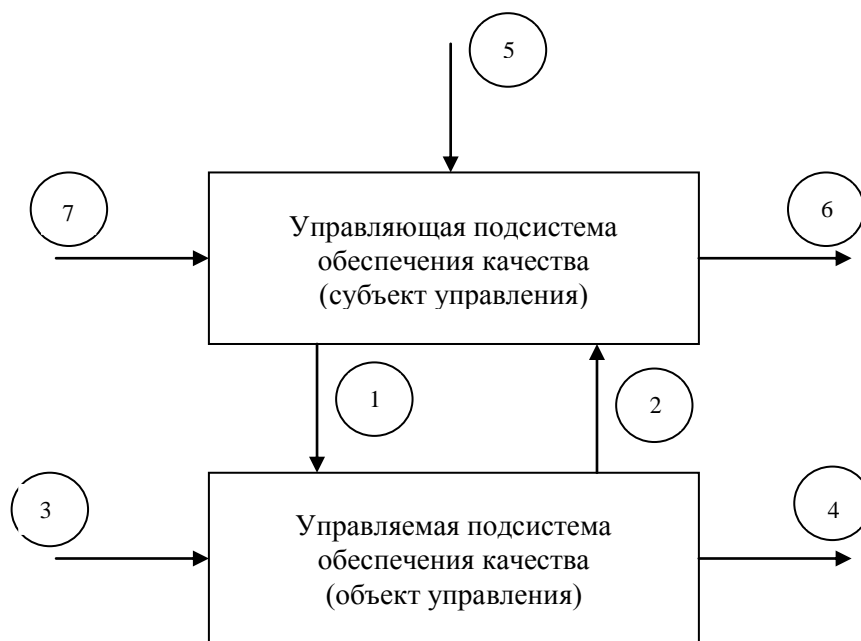 5
7
6
Управляющая подсистема
обеспечения качества
(субъект управления)
1
2
3
4
Управляемая подсистема
обеспечения качества
(объект управления)